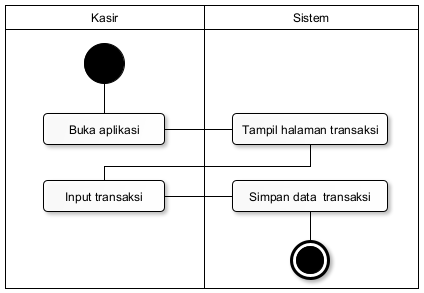 Kasir
Sistem
Buka aplikasi
Tampil halaman transaksi
Input transaksi
Simpan data  transaksi